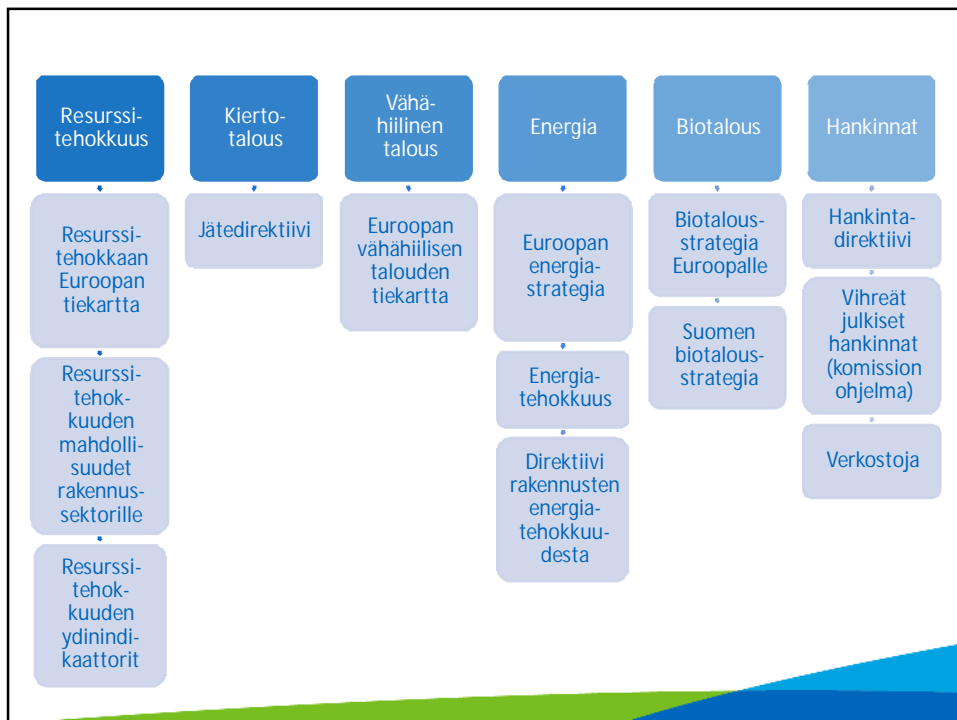 Resurssi-
tehokkuus
Resurssi-
tehokkaan
Euroopan
tiekartta
Resurssi-
tehok-
kuuden
mahdolli-
suudet
rakennus-
sektorille
Resurssi-
tehok-
kuuden
ydinindi-
kaattorit
Kierto-
talous
Jätedirektiivi
Vähä-
hiilinen
talous
Euroopan
vähähiilisen
talouden
tiekartta
Energia
Euroopan
energia-
strategia
Energia-
tehokkuus
Direktiivi
rakennusten
energia-
tehokkuu-
desta
Biotalous
Biotalous-
strategia
Euroopalle
Suomen
biotalous-
strategia
Hankinnat
Hankinta-
direktiivi
Vihreät
julkiset
hankinnat
(komission
ohjelma)
Verkostoja